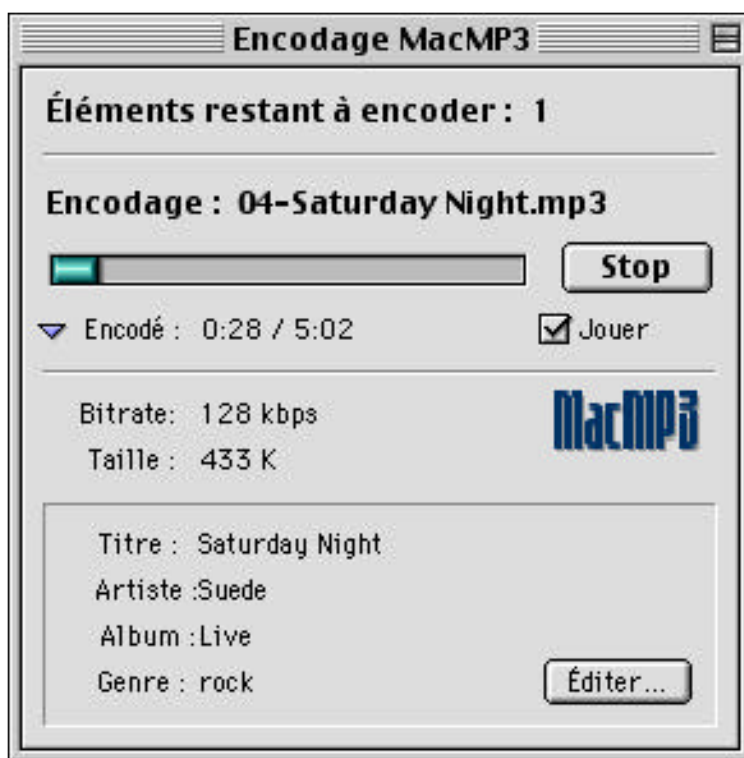 Encodage MacMP3
Éléments restant à encoder : 1
Encodage : 04-Saturday Night.mp3
Stop
Encodé : 0:28 / 5:02
Jouer
Bitrate: 128 kbps
MacMP3
Taille : 433 K
Titre : Saturday Night
Artiste :Suede
Album :Live
Genre : rock
Éditer...